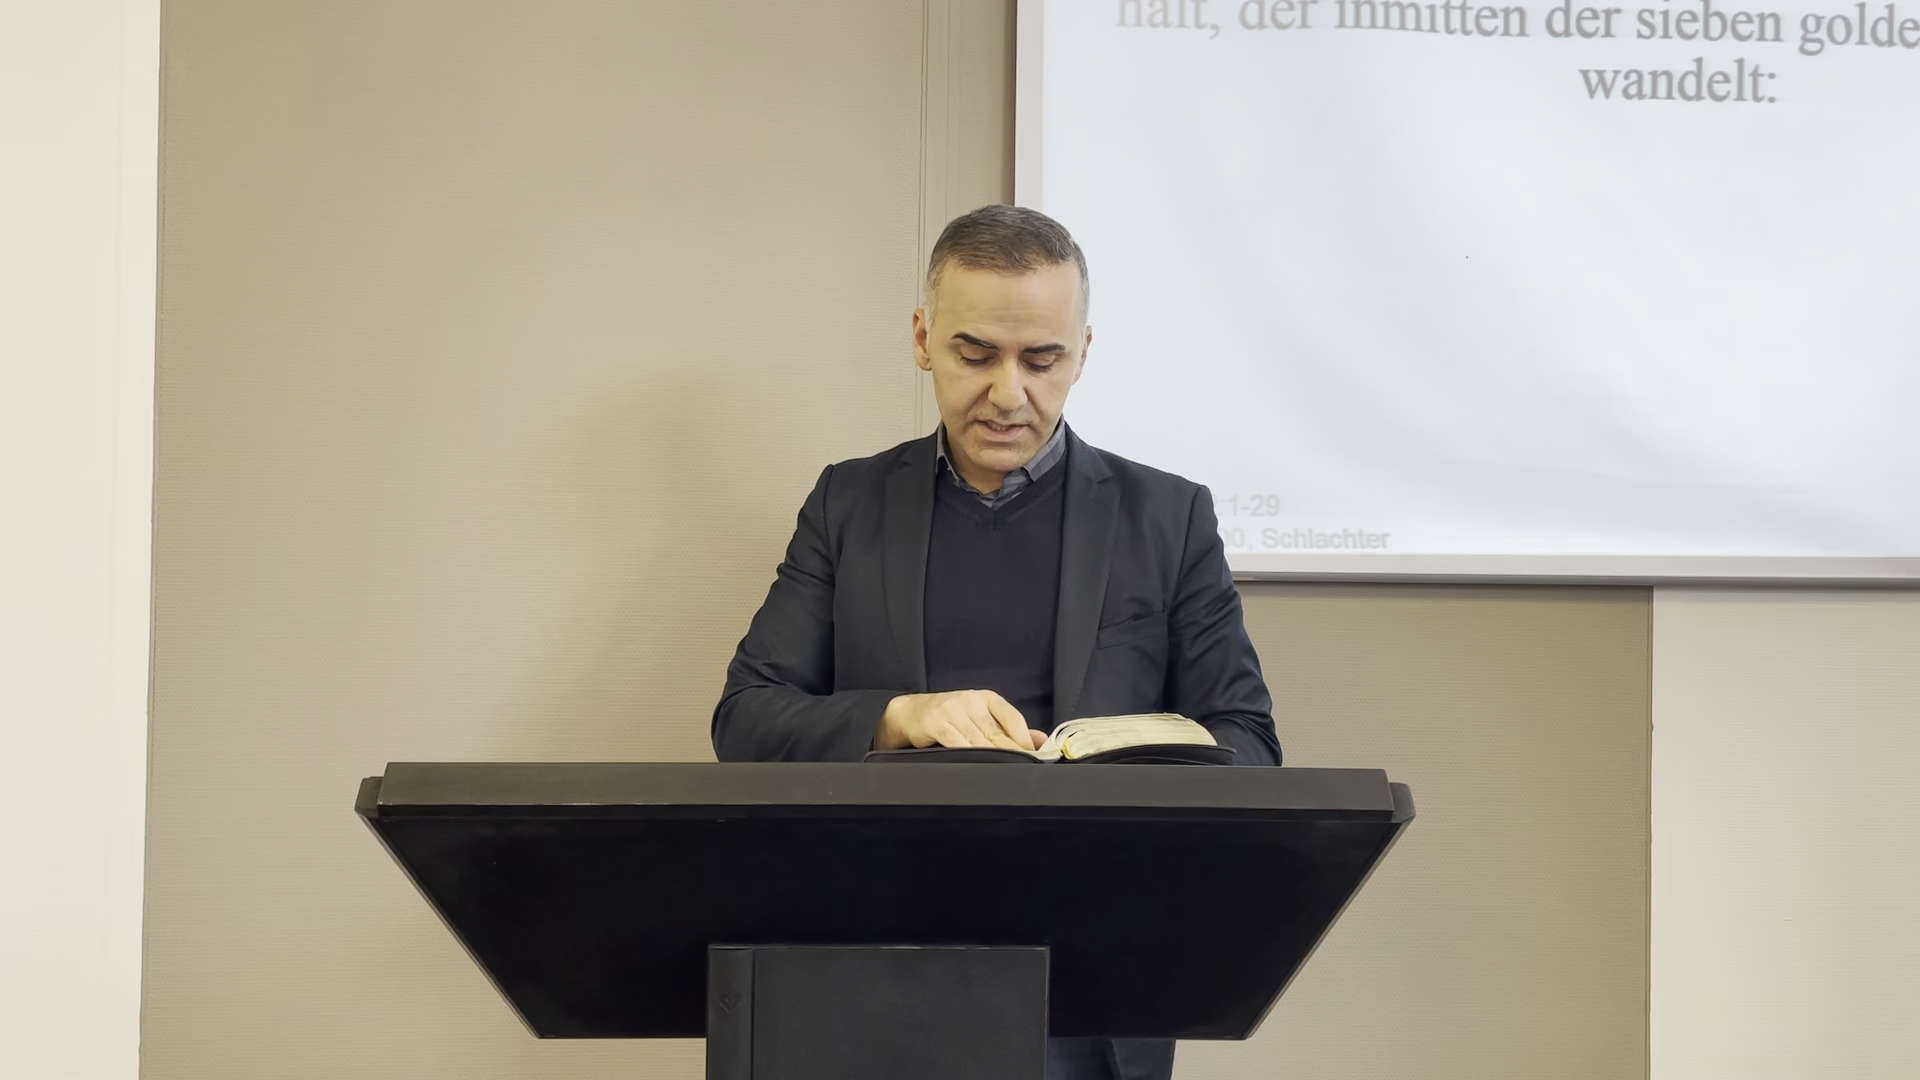 hält, der inmitten der sieben golde
wandelt:
:1-29
00, Schlachter